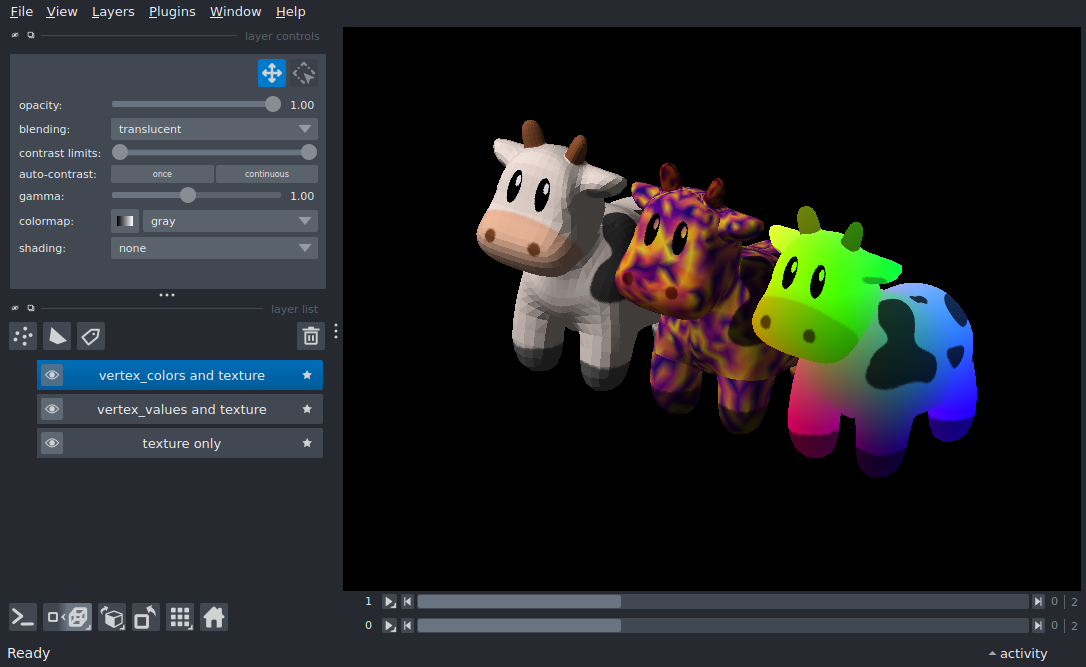 File View Layers Plugins Window Help
layer controls
opacity: 1.00
blending: translucent
contrast limits:
auto-contrast: once continuous
gamma: 1.00
colormap: gray
shading: none
layer list
vertex_colors and texture
vertex_values and texture
texture only
1 0 2
0 0 2
Ready activity